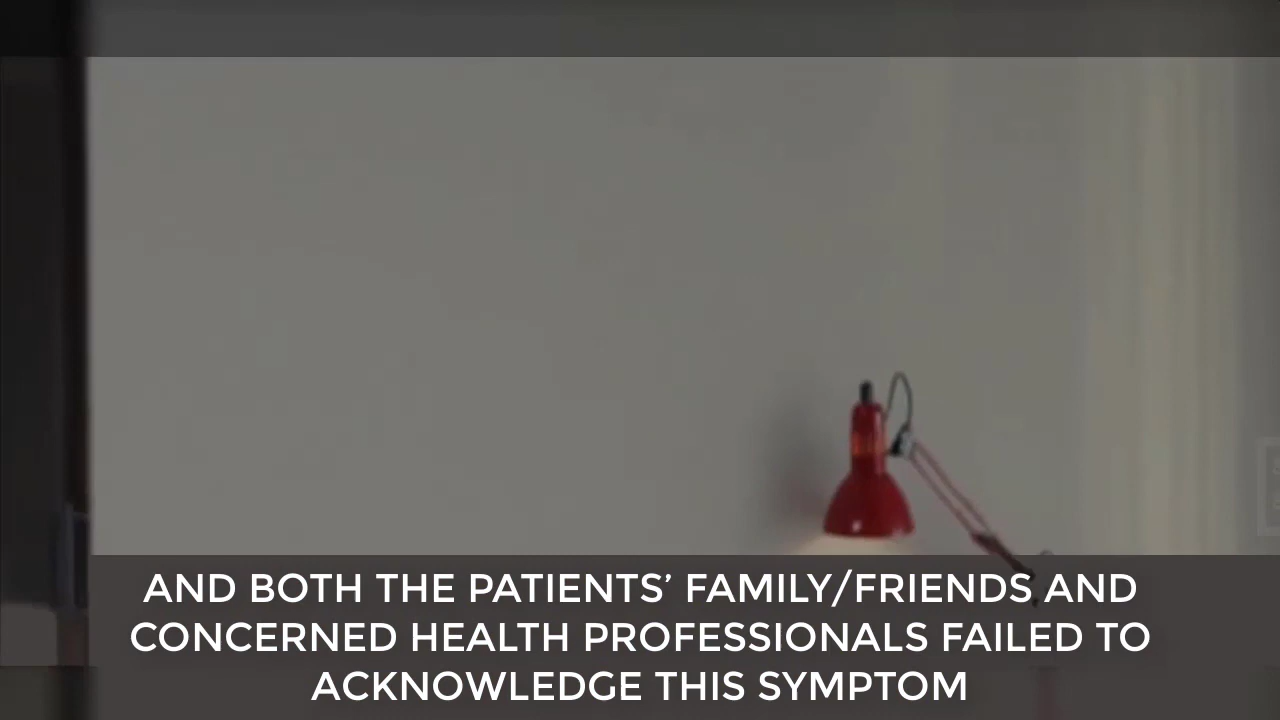 AND BOTH THE PATIENTS’ FAMILY/FRIENDS AND
CONCERNED HEALTH PROFESSIONALS FAILED TO
ACKNOWLEDGE THIS SYMPTOM